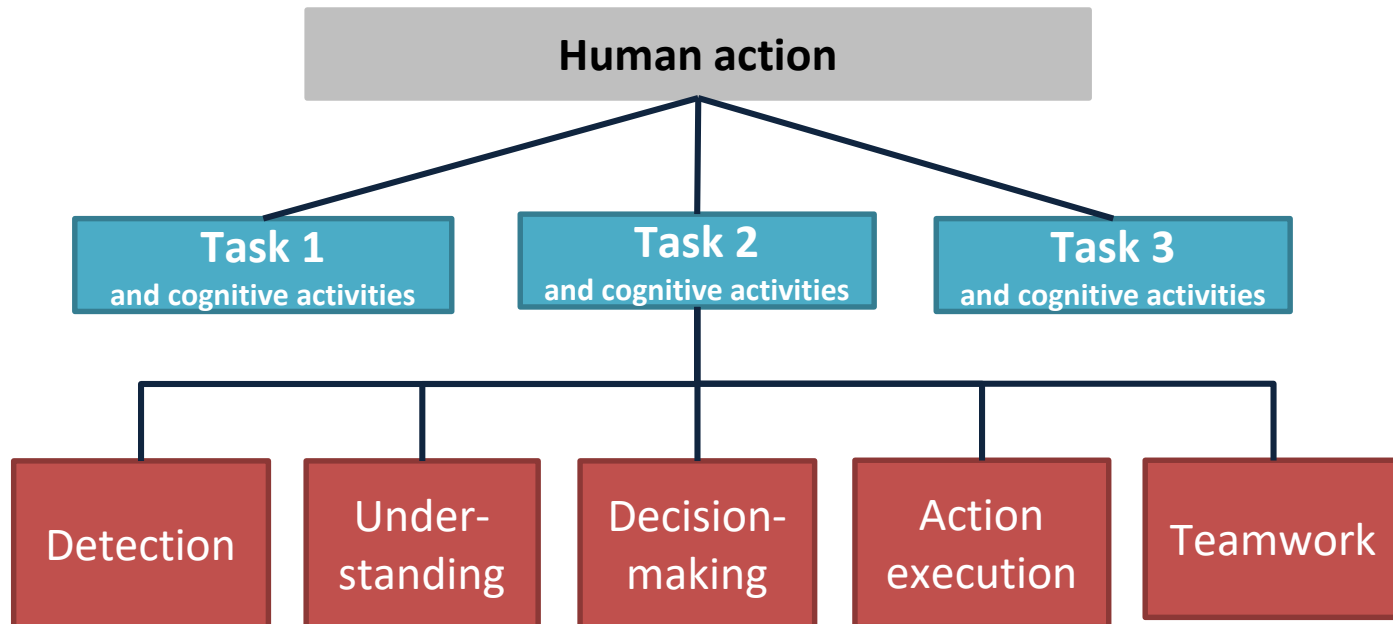 Human action
Task 1
and cognitive activities
Task 2
and cognitive activities
Task 3
and cognitive activities
Detection
Under-
standing
Decision-
making
Action
execution
Teamwork